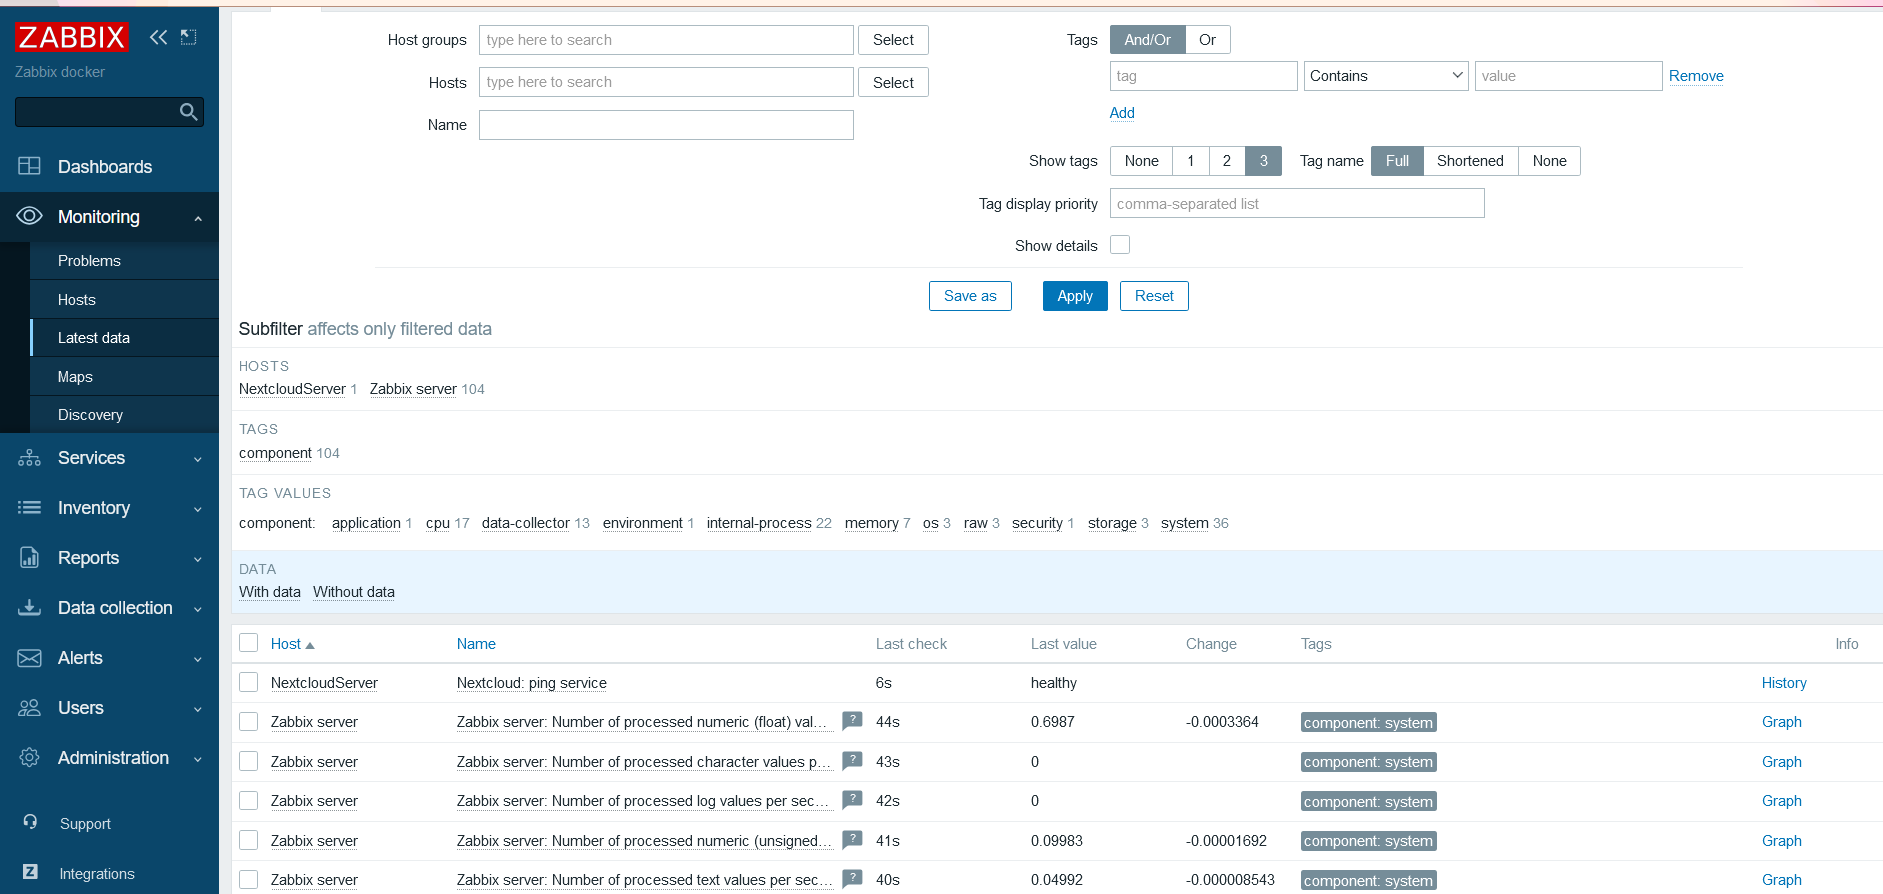 ZABBIX
Zabbix docker
Dashboards
Monitoring
Problems
Hosts
Latest data
Maps
Discovery
Services
Inventory
Reports
Data collection
Alerts
Users
Administration
Support
Z Integrations
Host groups type here to search Select
Hosts type here to search Select
Name
Tags And/Or Or
tag Contains value Remove
Add
Show tags None 1 2 3 Tag name Full Shortened None
Tag display priority comma-separated list
Show details
Save as Apply Reset
Subfilter affects only filtered data
HOSTS
NextcloudServer 1 Zabbix server 104
TAGS
component 104
TAG VALUES
component: application 1 cpu 17 data-collector 13 environment 1 internal-process 22 memory 7 os 3 raw 3 security 1 storage 3 system 36
DATA
With data Without data
Host Name Last check Last value Change Tags Info
NextcloudServer Nextcloud: ping service 6s healthy History
Zabbix server Zabbix server: Number of processed numeric (float) val... ? 44s 0.6987 -0.0003364 component: system Graph
Zabbix server Zabbix server: Number of processed character values p... ? 43s 0 component: system Graph
Zabbix server Zabbix server: Number of processed log values per sec... ? 42s 0 component: system Graph
Zabbix server Zabbix server: Number of processed numeric (unsigned... ? 41s 0.09983 -0.00001692 component: system Graph
Zabbix server Zabbix server: Number of processed text values per sec... ? 40s 0.04992 -0.000008543 component: system Graph